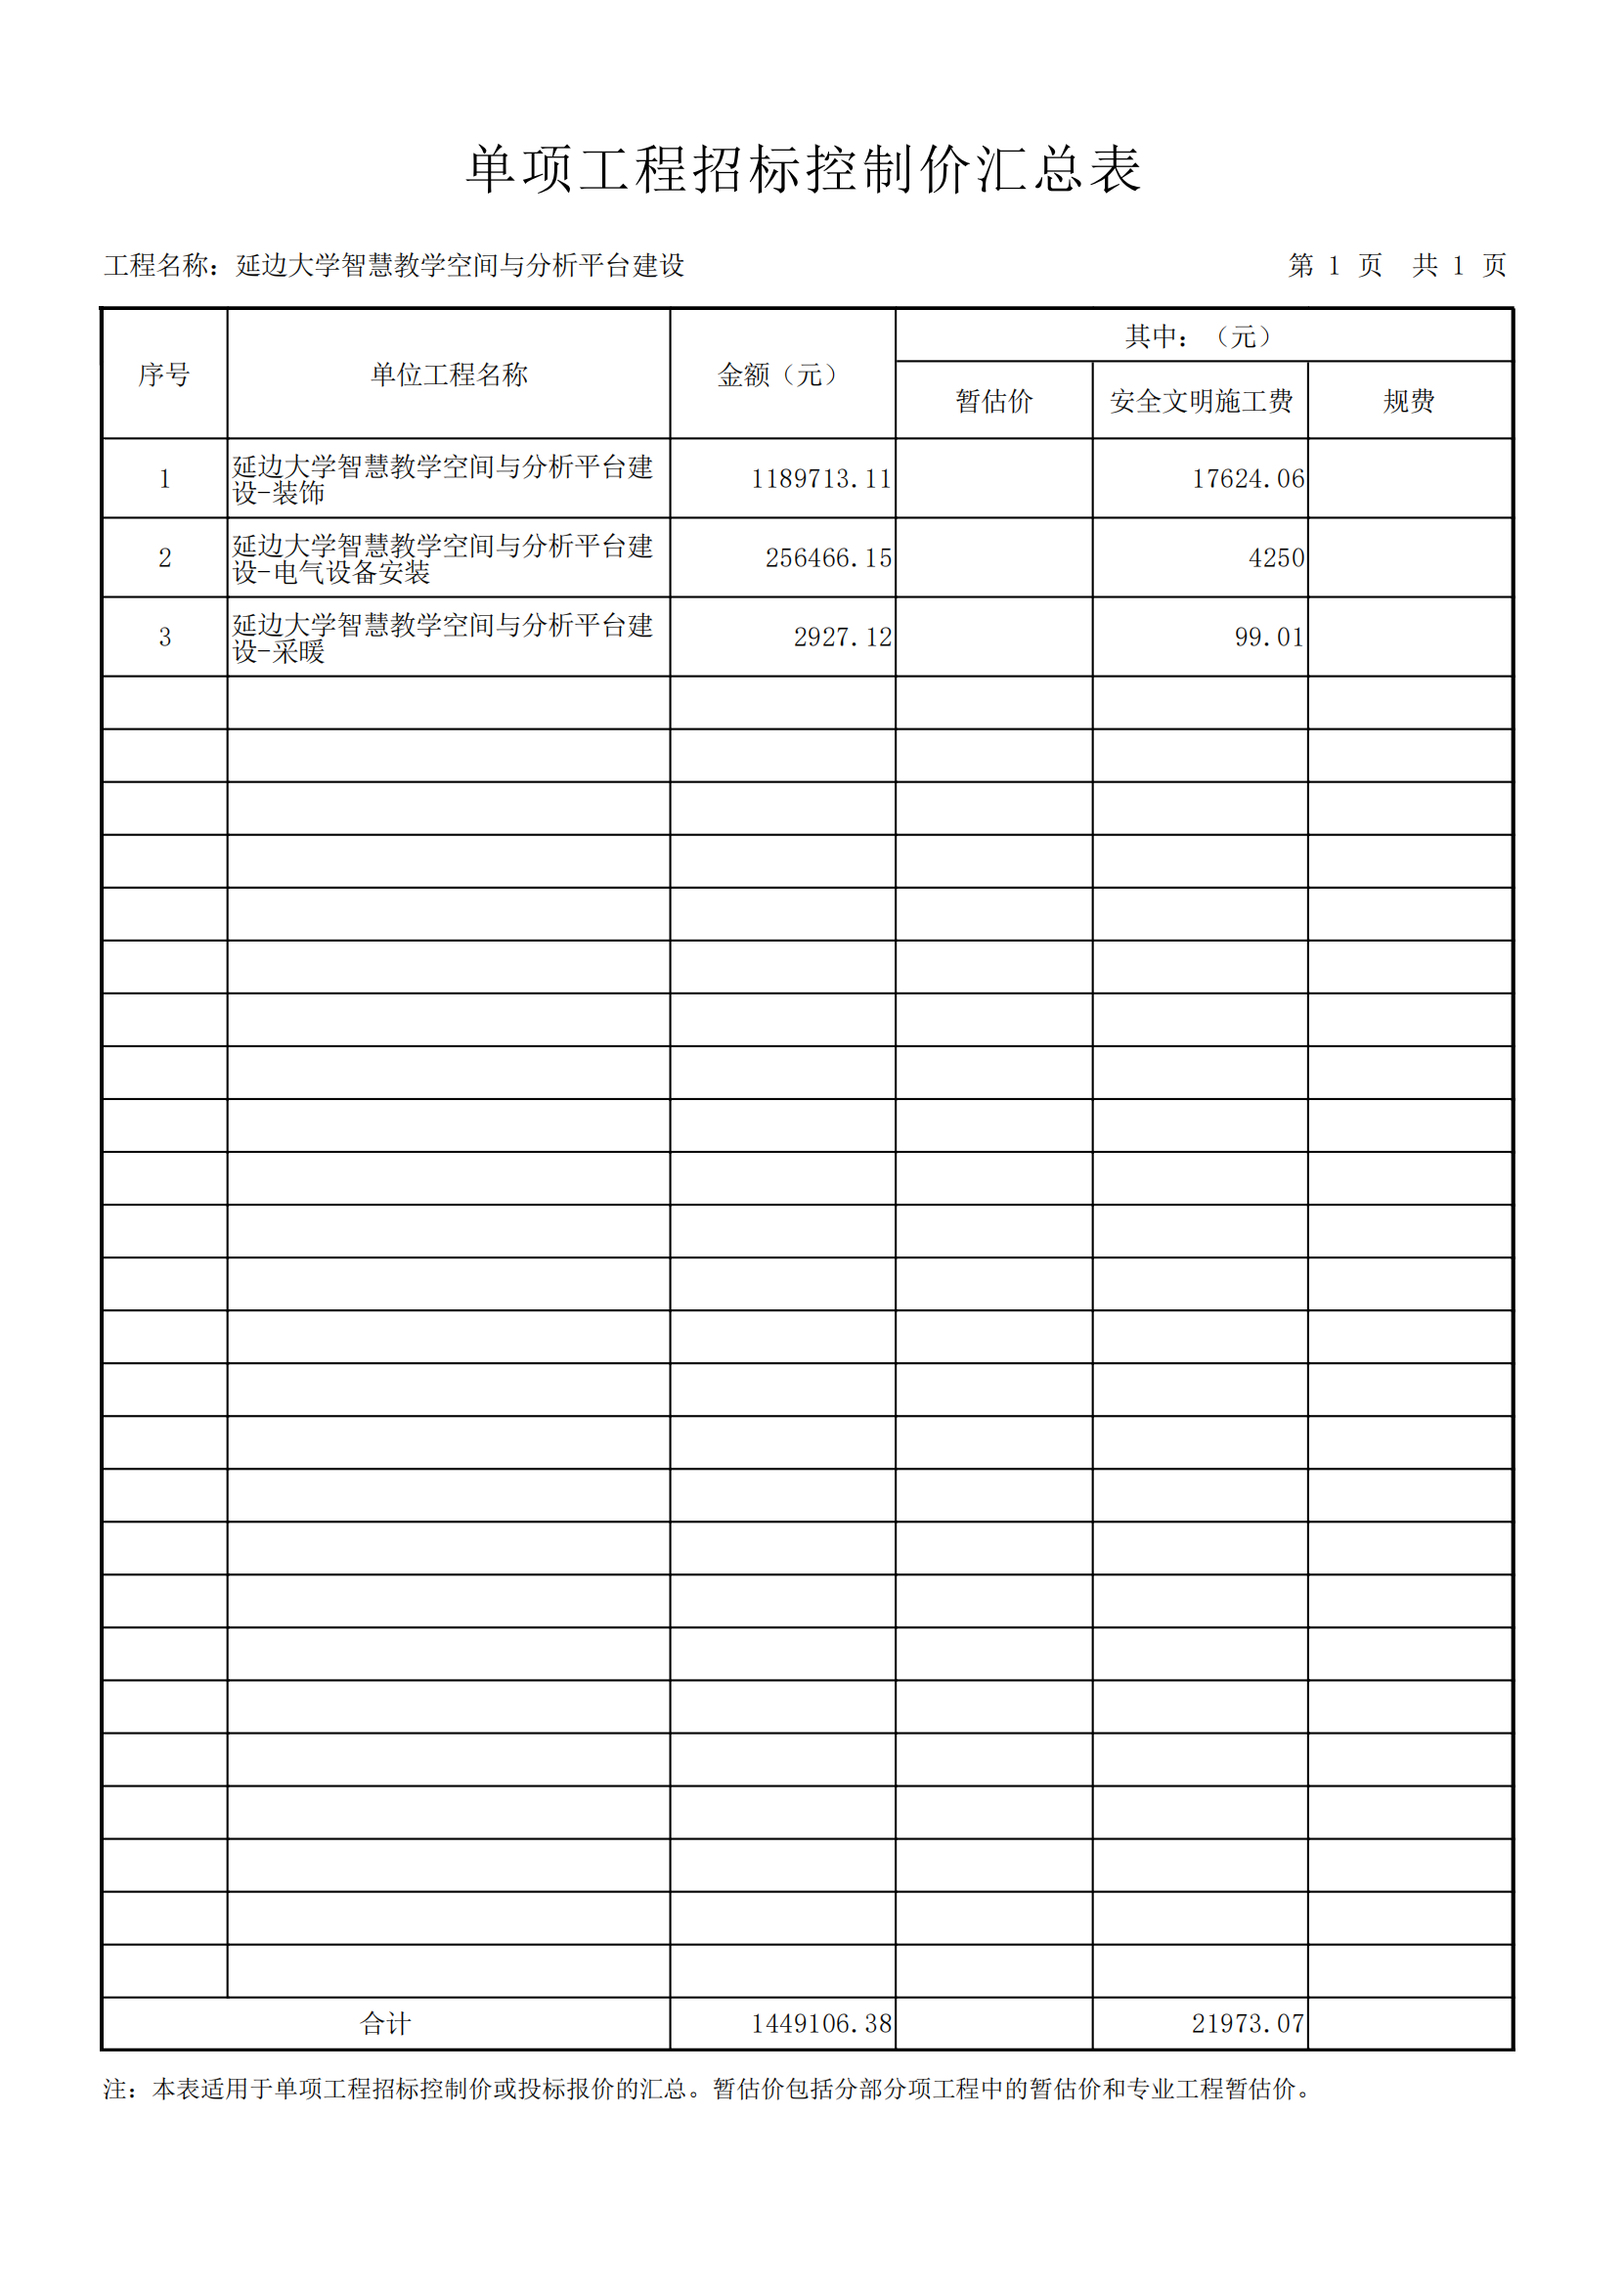 单项工程招标控制价汇总表
工程名称：延边大学智慧教学空间与分析平台建设 第 1 页 共 1 页
序号 单位工程名称 金额（元） 其中：（元）
暂估价 安全文明施工费 规费
1 延边大学智慧教学空间与分析平台建 1189713.11 17624.06
设-装饰
2 延边大学智慧教学空间与分析平台建 256466.15 4250
设-电气设备安装
3 延边大学智慧教学空间与分析平台建 2927.12 99.01
设-采暖
合计 1449106.38 21973.07
注：本表适用于单项工程招标控制价或投标报价的汇总。暂估价包括分部分项工程中的暂估价和专业工程暂估价。